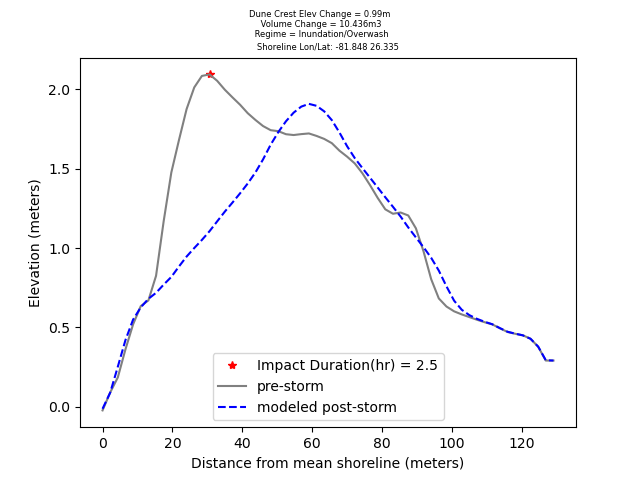 Dune Crest Elev Change = 0.99m
Volume Change = 10.436m3
Regime = Inundation/Overwash
Shoreline Lon/Lat: -81.848 26.335
2.0
1.5
1.0
0.5
0.0
Elevation (meters)
Impact Duration(hr) = 2.5
pre-storm
modeled post-storm
0 20 40 60 80 100 120
Distance from mean shoreline (meters)